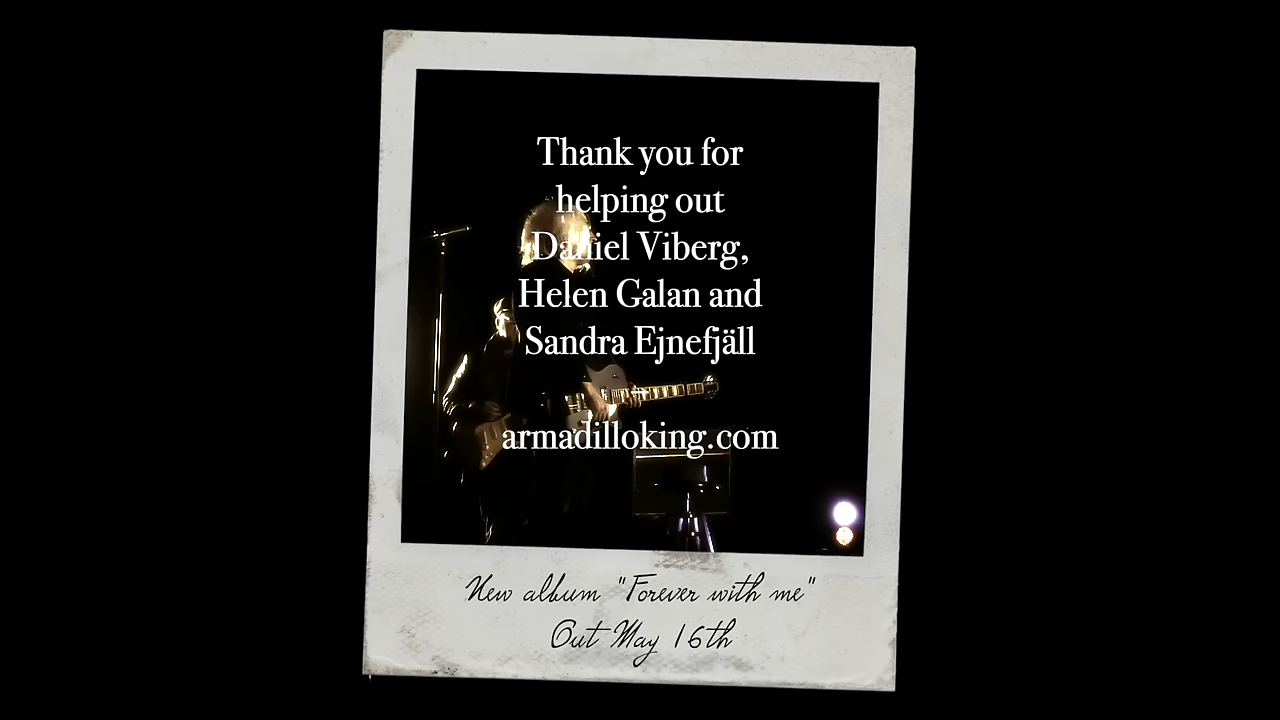 Thank you for
helping out
Daniel Viberg,
Helen Galan and
Sandra Ejnefjäll
armadilloking.com
New album "Forever with me"
Out May 16th